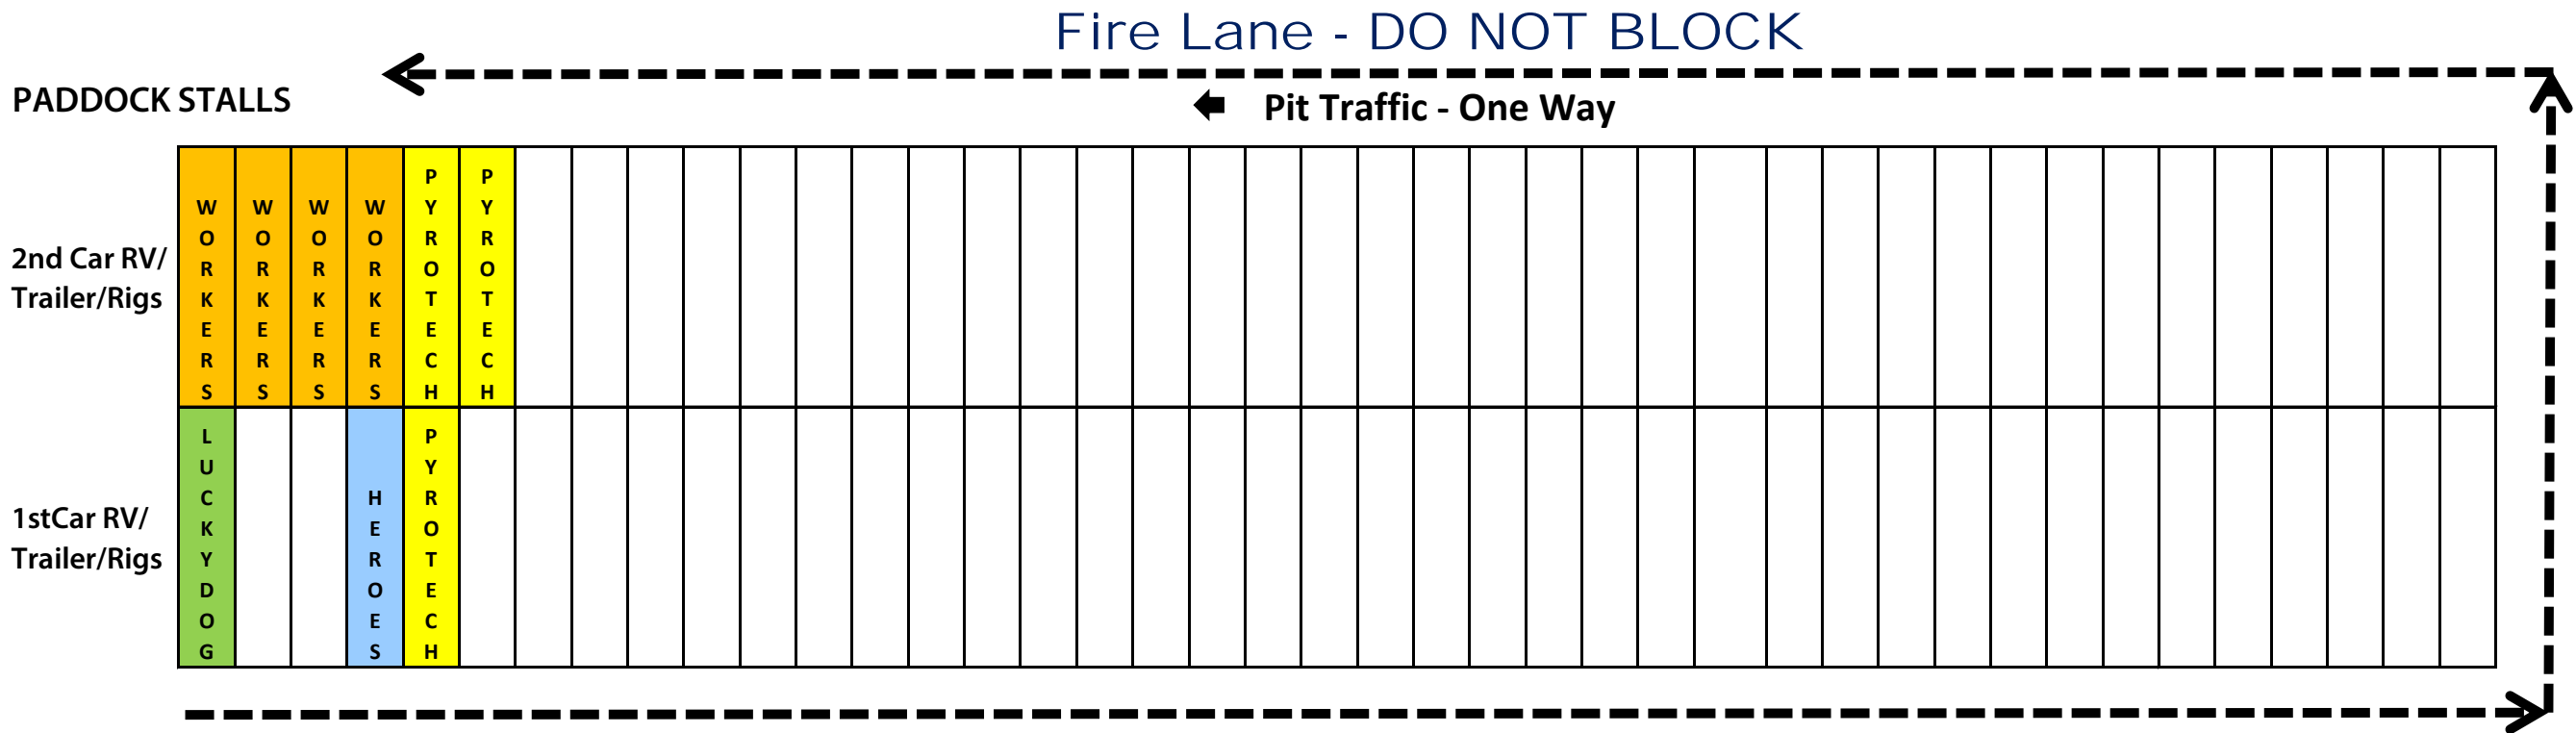 Fire Lane - DO NOT BLOCK
PADDOCK STALLS
Pit Traffic - One Way
2nd Car RV/
Trailer/Rigs
WORKERS
WORKERS
WORKERS
WORKERS
PYROTECH
PYROTECH
1stCar RV/
Trailer/Rigs
LUCKYDOG
HEROES
PYROTECH